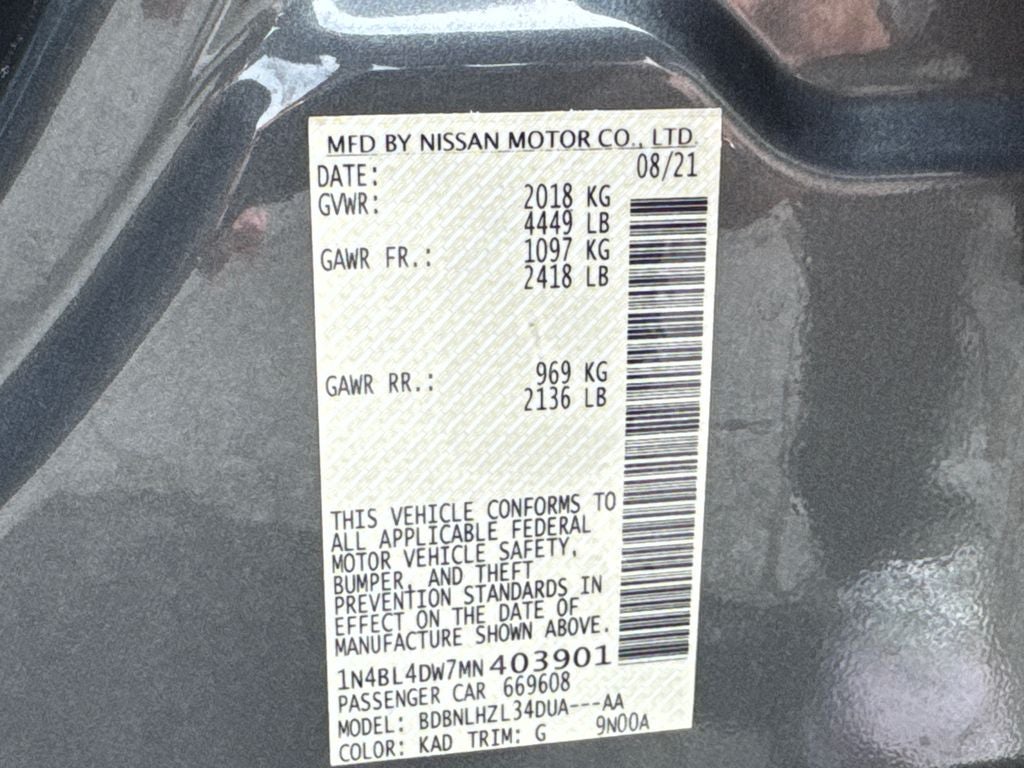 MFD BY NISSAN MOTOR CO., LTD.
DATE: 08/21
GVWR: 2018 KG
4449 LB
GAWR FR.: 1097 KG
2418 LB
GAWR RR.: 969 KG
2136 LB
THIS VEHICLE CONFORMS TO
ALL APPLICABLE FEDERAL
MOTOR VEHICLE SAFETY,
BUMPER, AND THEFT
PREVENTION STANDARDS IN
EFFECT ON THE DATE OF
MANUFACTURE SHOWN ABOVE.
1N4BL4DW7MN403901
PASSENGER CAR 669608
MODEL: BDBNLHZL34DUA---AA
COLOR: KAD TRIM: G 9N00A